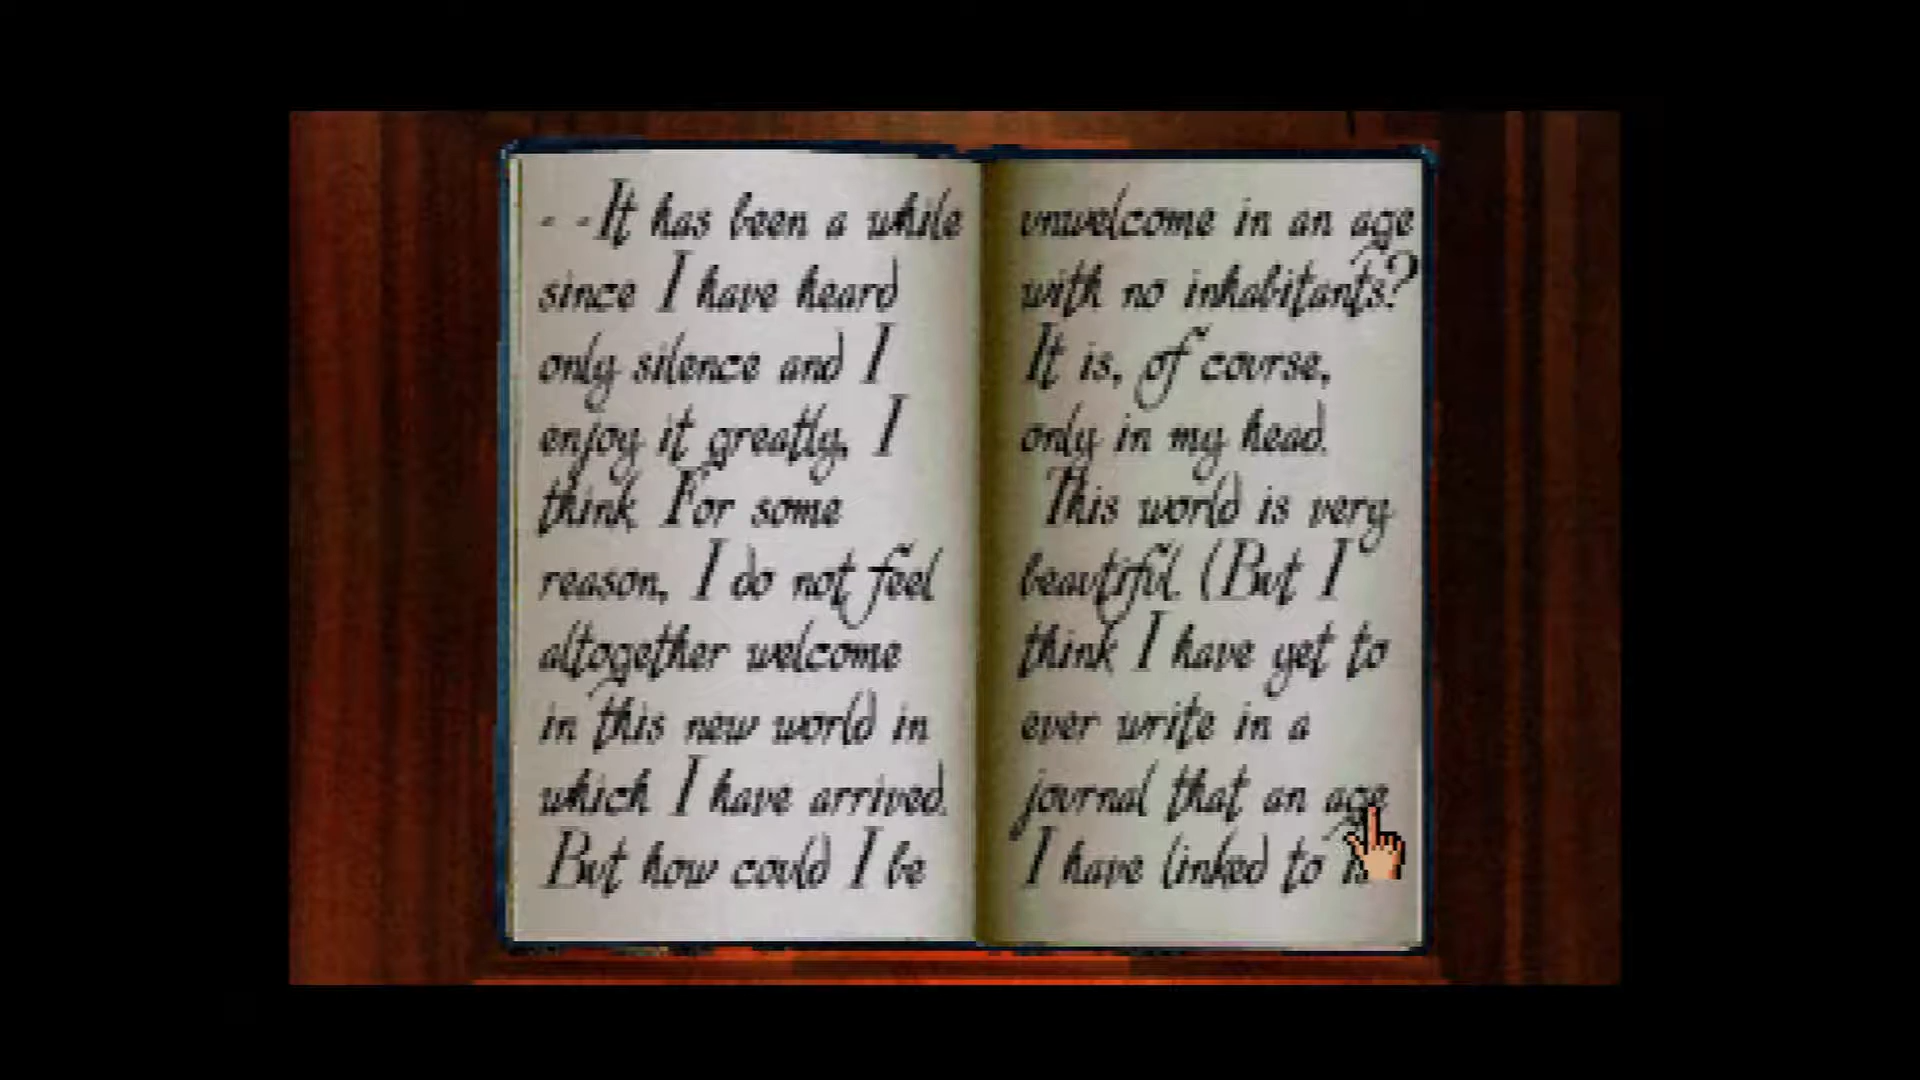 - -It has been a while
since I have heard
only silence and I
enjoy it greatly, I
think. For some
reason, I do not feel
altogether welcome
in this new world in
which I have arrived.
But how could I be
unwelcome in an age
with no inhabitants?
It is, of course,
only in my head.
This world is very
beautiful. (But I
think I have yet to
ever write in a
journal that an age
I have linked to is